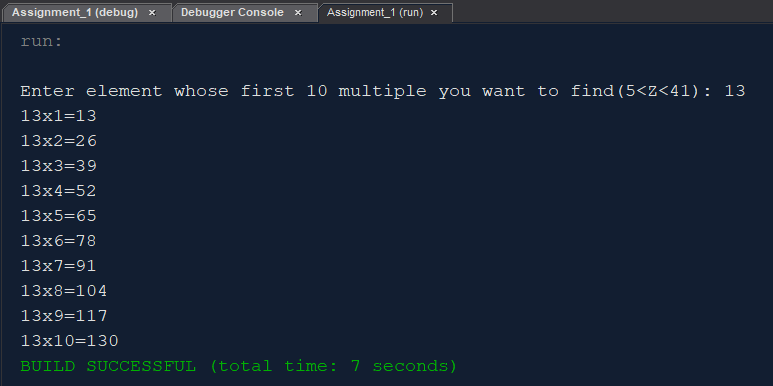 Assignment_1 (debug) × Debugger Console × Assignment_1 (run) ×
run:
Enter element whose first 10 multiple you want to find(5<Z<41): 13
13x1=13
13x2=26
13x3=39
13x4=52
13x5=65
13x6=78
13x7=91
13x8=104
13x9=117
13x10=130
BUILD SUCCESSFUL (total time: 7 seconds)